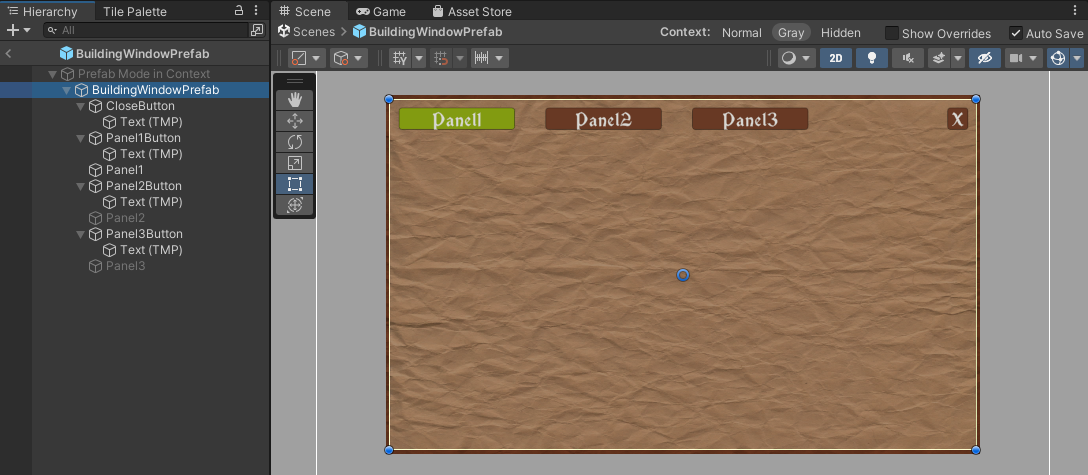 Hierarchy
Tile Palette
Scene
Game
Asset Store
All
Scenes
BuildingWindowPrefab
Context:
Normal
Gray
Hidden
Show Overrides
Auto Save
BuildingWindowPrefab
2D
Prefab Mode in Context
BuildingWindowPrefab
CloseButton
Text (TMP)
Panel1Button
Text (TMP)
Panel1
Panel2Button
Text (TMP)
Panel2
Panel3Button
Text (TMP)
Panel3
Panel1
Panel2
Panel3
X